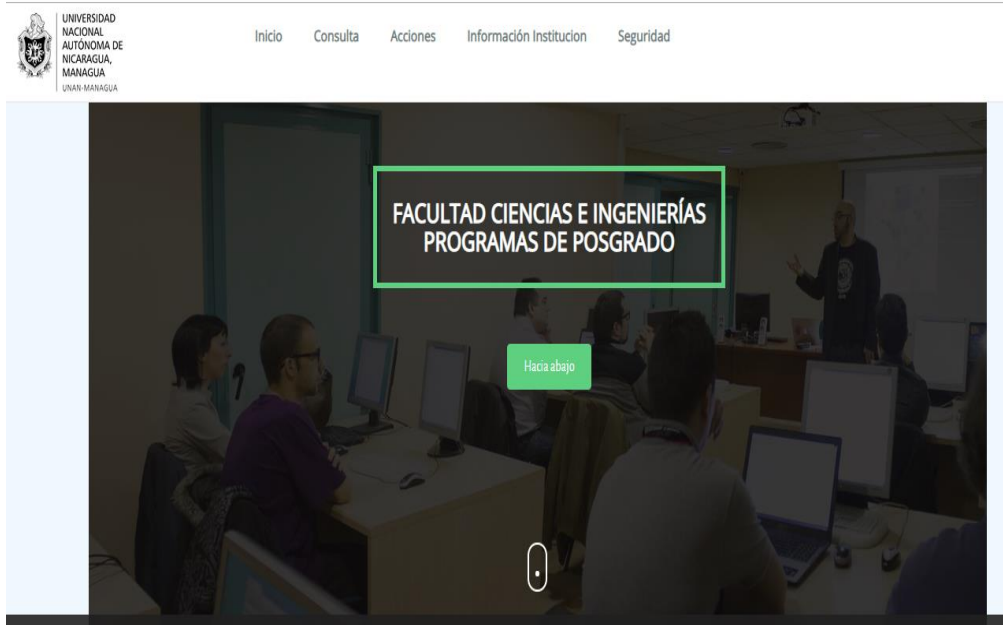 UNIVERSIDAD
NACIONAL
AUTÓNOMA DE
NICARAGUA,
MANAGUA
UNAN-MANAGUA
Inicio Consulta Acciones Información Institucion Seguridad
FACULTAD CIENCIAS E INGENIERÍAS
PROGRAMAS DE POSGRADO
Hacia abajo